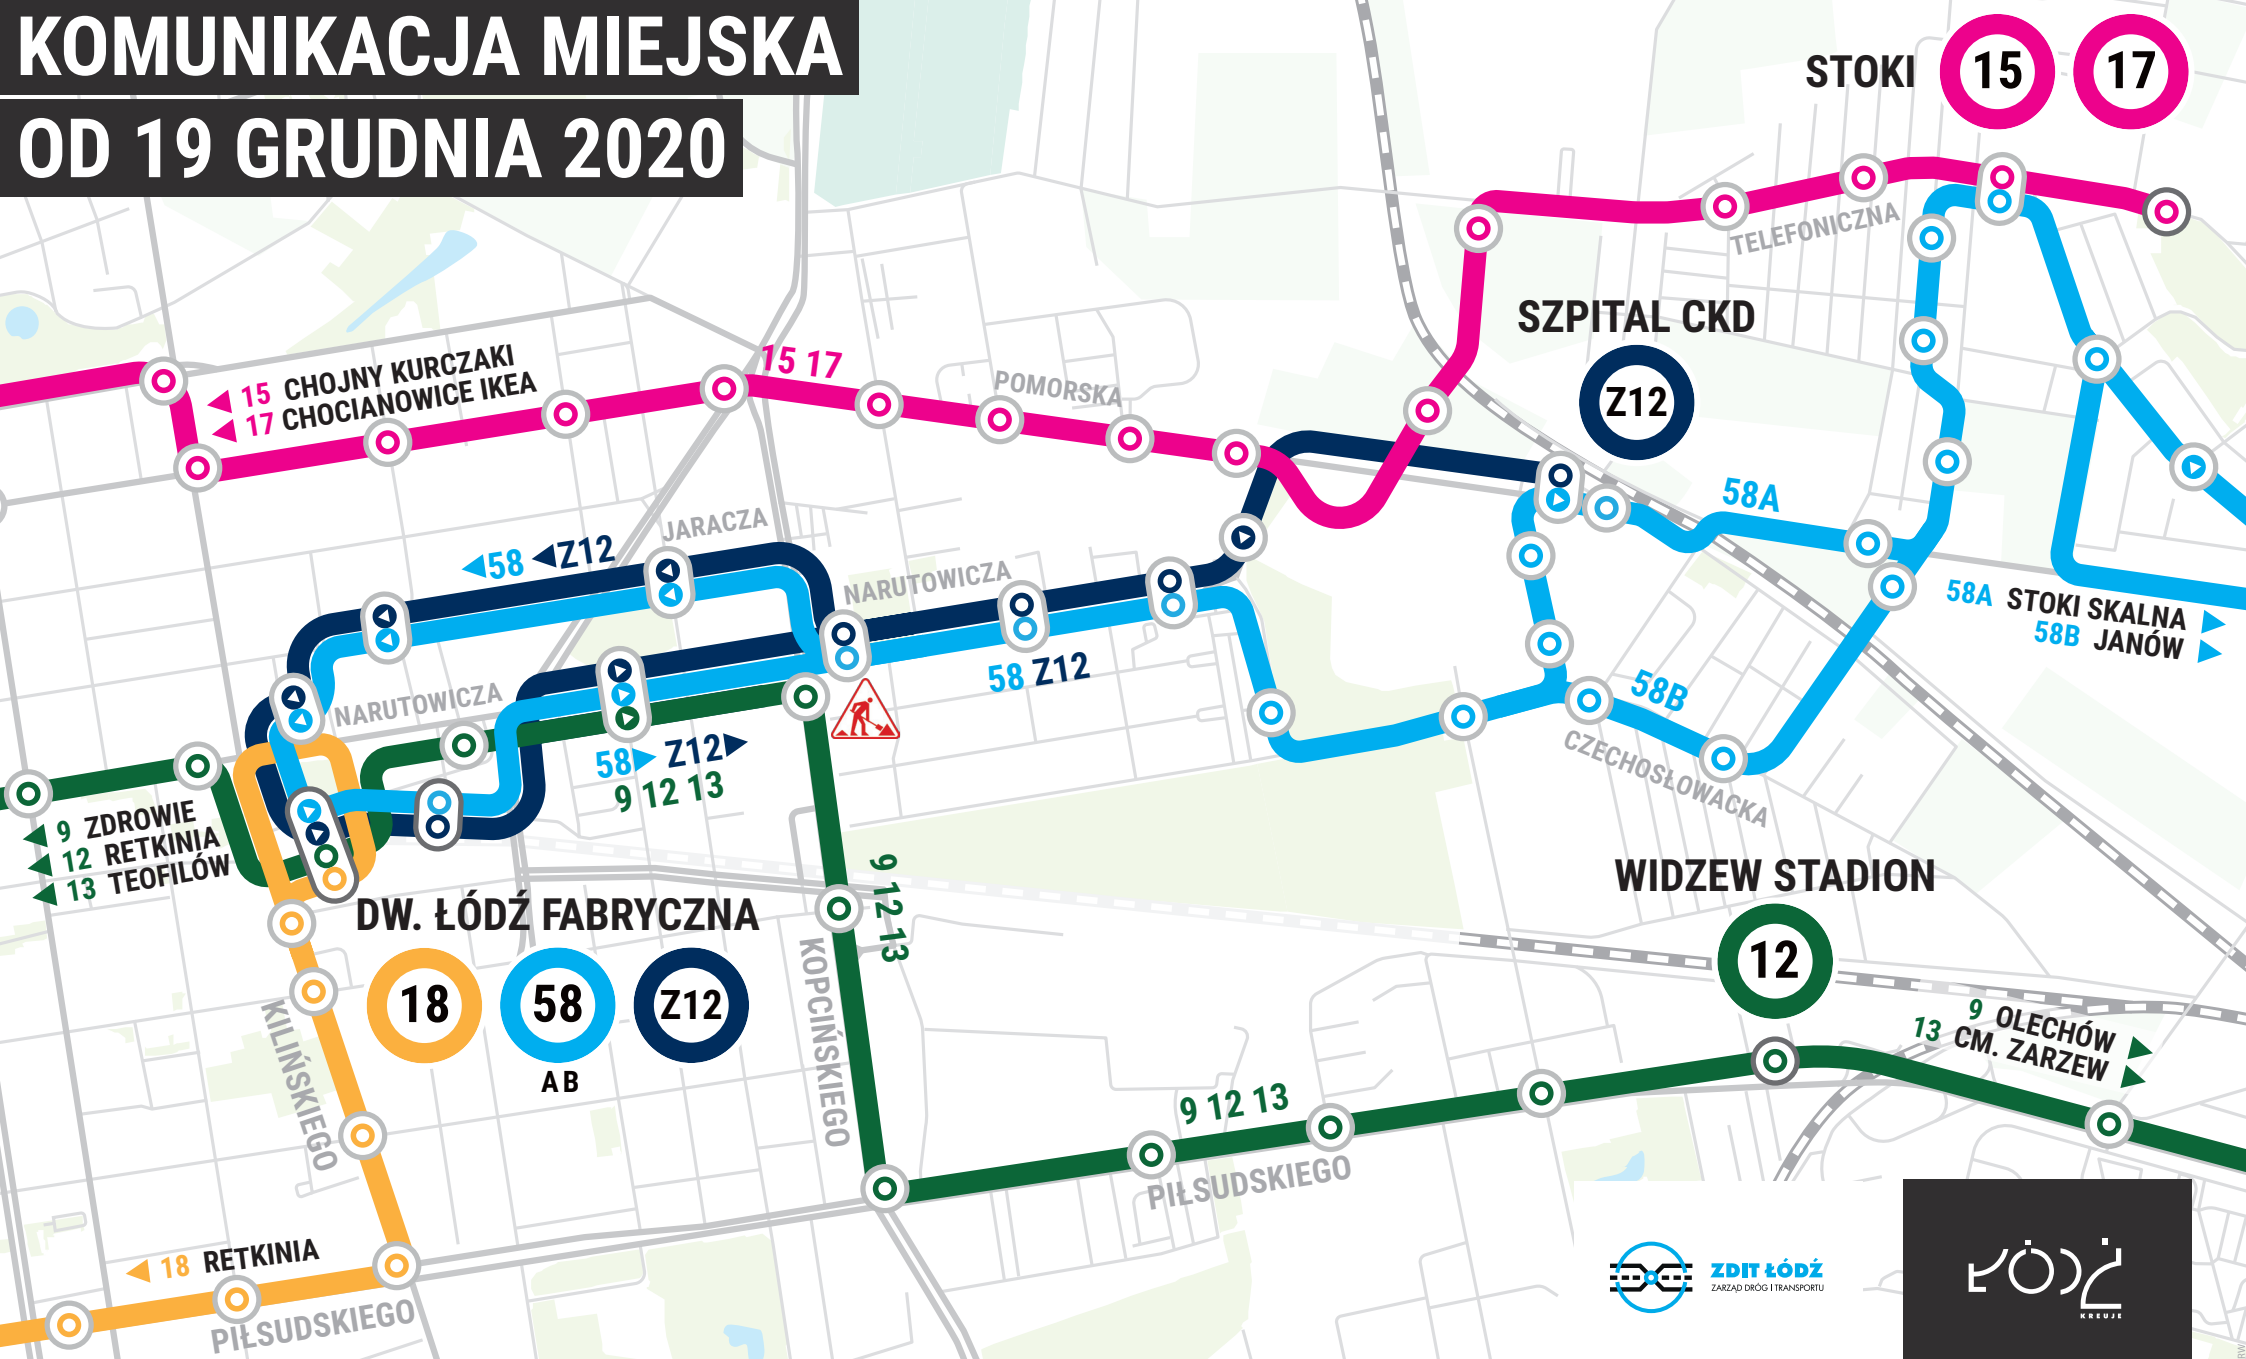 KOMUNIKACJA MIEJSKA
OD 19 GRUDNIA 2020
STOKI 15 17
TELEFONICZNA
SZPITAL CKD
Z12
15 CHOJNY KURCZAKI
17 CHOCIANOWICE IKEA
15 17
POMORSKA
58A
JARACZA
58 Z12
NARUTOWICZA
58A STOKI SKALNA
58B JANÓW
58 Z12
NARUTOWICZA
58B
CZECHOSŁOWACKA
58 Z12
9 12 13
9 ZDROWIE
12 RETKINIA
13 TEOFILÓW
9 12 13
WIDZEW STADION
12
DW. ŁÓDŹ FABRYCZNA
18 58 Z12
A B
KOPCIŃSKIEGO
KILIŃSKIEGO
9 OLECHÓW
13 CM. ZARZEW
9 12 13
PIŁSUDSKIEGO
18 RETKINIA
PIŁSUDSKIEGO
ZDIT ŁÓDŹ
ZARZĄD DRÓG I TRANSPORTU
ŁÓDŹ
KREUJE
RW